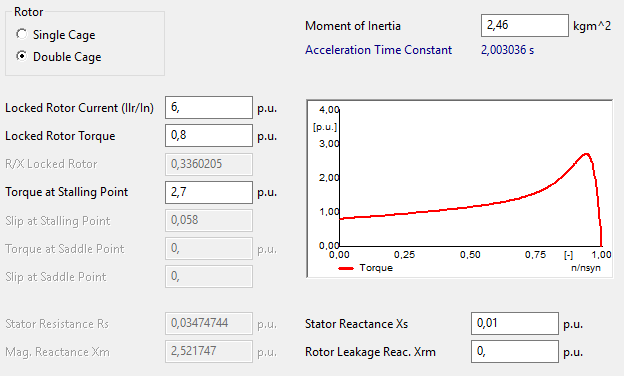 Rotor
Single Cage
Double Cage
Moment of Inertia 2,46 kgm^2
Acceleration Time Constant 2,003036 s
Locked Rotor Current (Ilr/In) 6, p.u.
Locked Rotor Torque 0,8 p.u.
R/X Locked Rotor 0,3360205
Torque at Stalling Point 2,7 p.u.
Slip at Stalling Point 0,058
Torque at Saddle Point 0, p.u.
Slip at Saddle Point 0,
4,00
[p.u.]
3,00
2,00
1,00
0,00
0,00 0,25 0,50 0,75 [-] 1,00
Torque n/nsyn
Stator Resistance Rs 0,03474744 p.u.
Mag. Reactance Xm 2,521747 p.u.
Stator Reactance Xs 0,01 p.u.
Rotor Leakage Reac. Xrm 0, p.u.